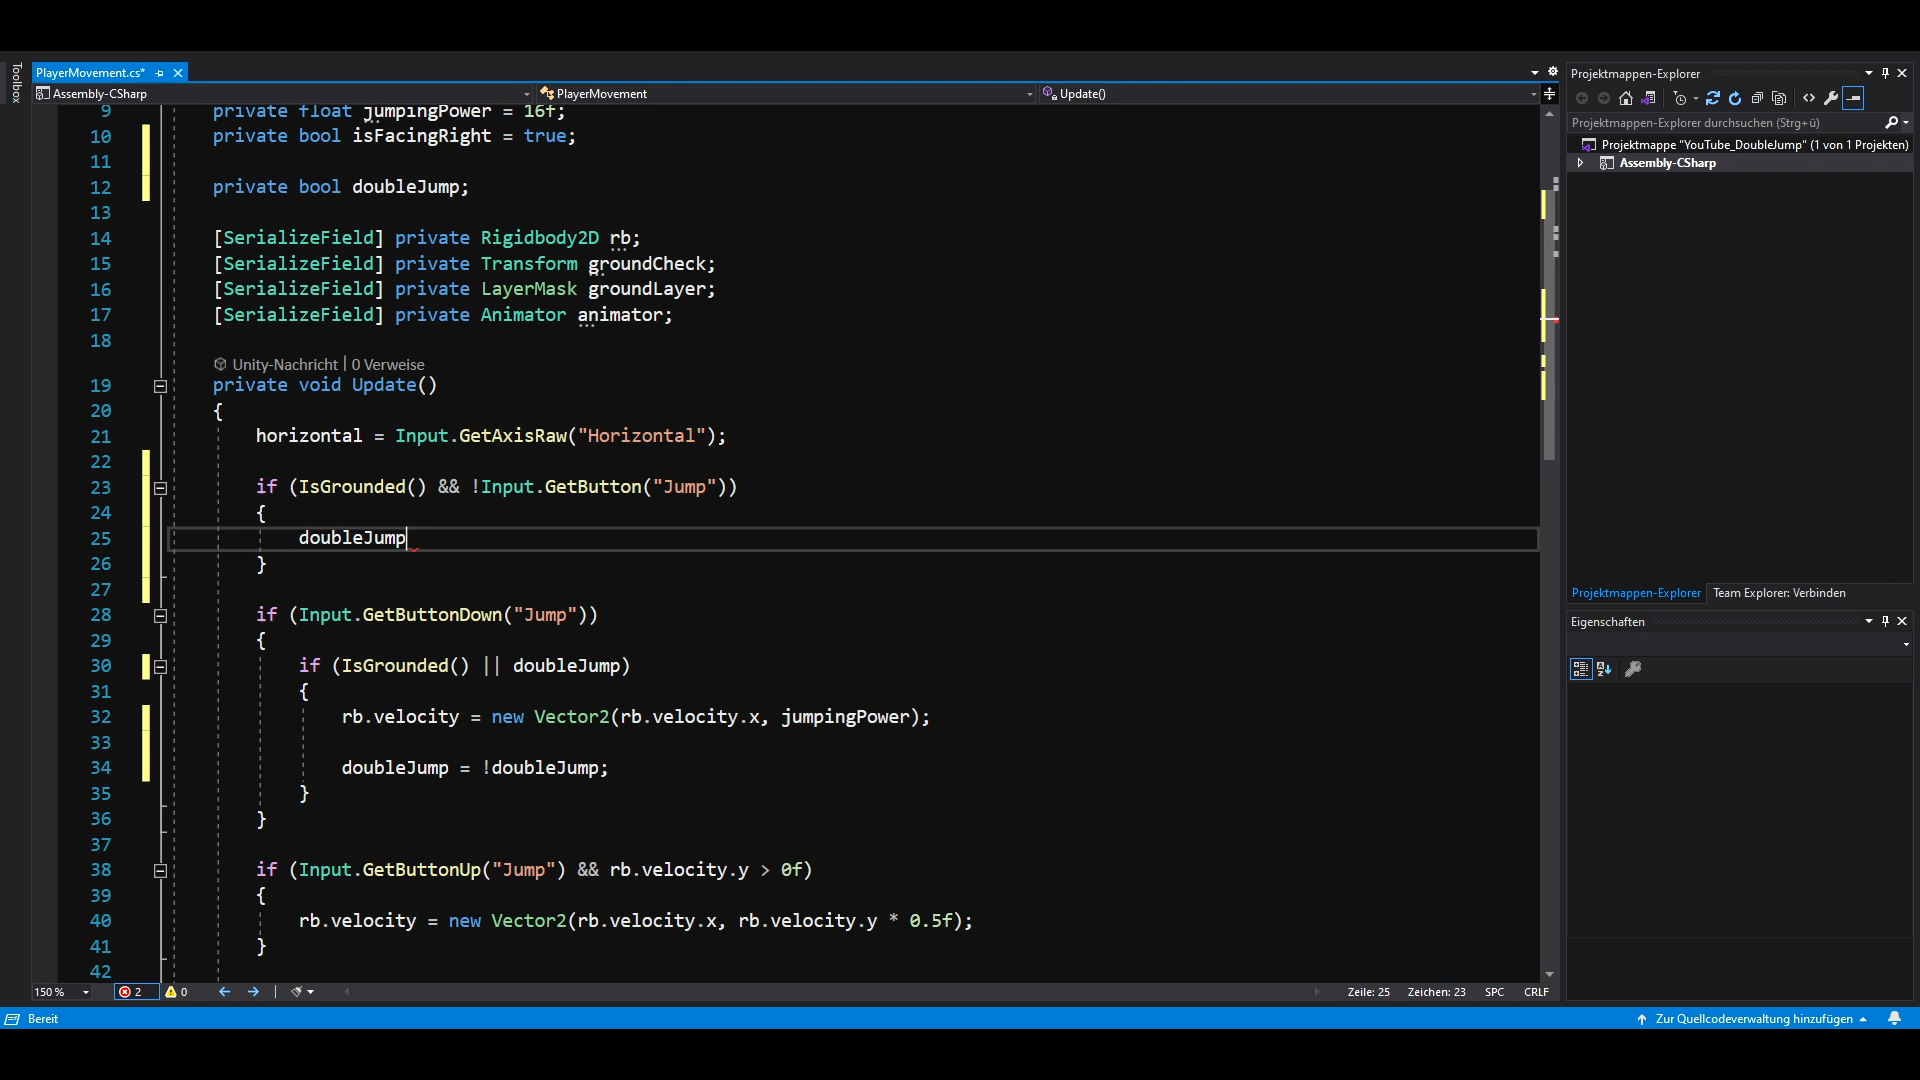 Toolbox
PlayerMovement.cs*
Assembly-CSharp
PlayerMovement
Update()
9 private float jumpingPower = 16f;
10 private bool isFacingRight = true;
11
12 private bool doubleJump;
13
14 [SerializeField] private Rigidbody2D rb;
15 [SerializeField] private Transform groundCheck;
16 [SerializeField] private LayerMask groundLayer;
17 [SerializeField] private Animator animator;
18
Unity-Nachricht | 0 Verweise
19 private void Update()
20 {
21 horizontal = Input.GetAxisRaw("Horizontal");
22
23 if (IsGrounded() && !Input.GetButton("Jump"))
24 {
25 doubleJump
26 }
27
28 if (Input.GetButtonDown("Jump"))
29 {
30 if (IsGrounded() || doubleJump)
31 {
32 rb.velocity = new Vector2(rb.velocity.x, jumpingPower);
33
34 doubleJump = !doubleJump;
35 }
36 }
37
38 if (Input.GetButtonUp("Jump") && rb.velocity.y > 0f)
39 {
40 rb.velocity = new Vector2(rb.velocity.x, rb.velocity.y * 0.5f);
41 }
42
150 %
2
0
Zeile: 25
Zeichen: 23
SPC
CRLF
Projektmappen-Explorer
Projektmappen-Explorer durchsuchen (Strg+ü)
Projektmappe "YouTube_DoubleJump" (1 von 1 Projekten)
Assembly-CSharp
Projektmappen-Explorer
Team Explorer: Verbinden
Eigenschaften
Bereit
Zur Quellcodeverwaltung hinzufügen